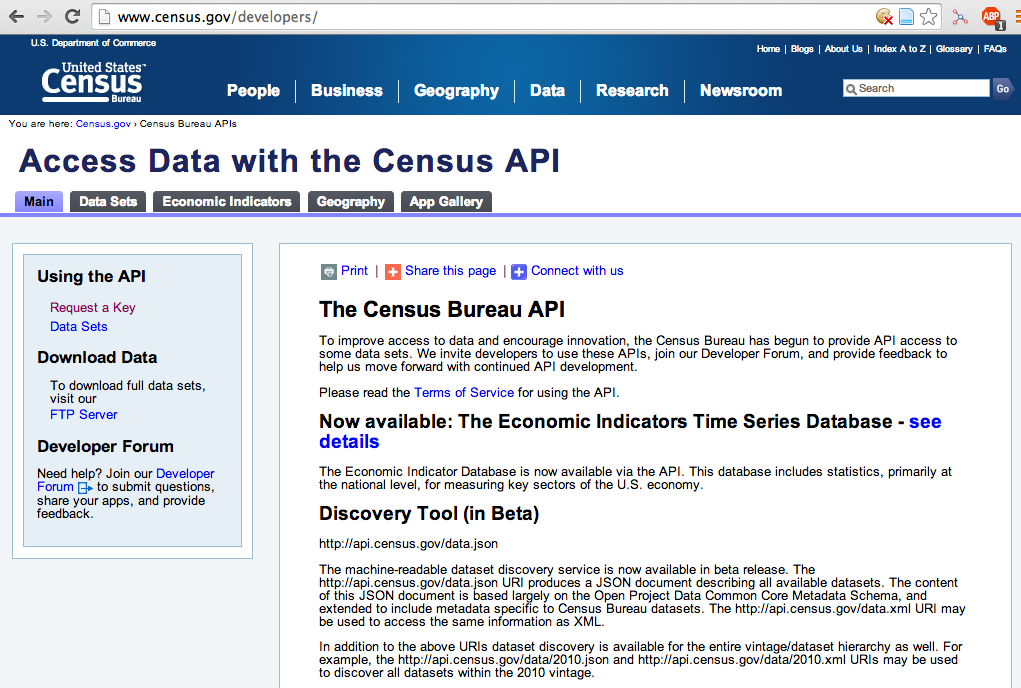 www.census.gov/developers/
ABP
1
U.S. Department of Commerce
Home | Blogs | About Us | Index A to Z | Glossary | FAQs
United States™
Census
Bureau
People
Business
Geography
Data
Research
Newsroom
Search
Go
You are here: Census.gov › Census Bureau APIs
Access Data with the Census API
Main
Data Sets
Economic Indicators
Geography
App Gallery
Using the API
Request a Key
Data Sets
Download Data
To download full data sets,
visit our
FTP Server
Developer Forum
Need help? Join our Developer
Forum to submit questions,
share your apps, and provide
feedback.
Print | Share this page | Connect with us
The Census Bureau API
To improve access to data and encourage innovation, the Census Bureau has begun to provide API access to
some data sets. We invite developers to use these APIs, join our Developer Forum, and provide feedback to
help us move forward with continued API development.
Please read the Terms of Service for using the API.
Now available: The Economic Indicators Time Series Database - see
details
The Economic Indicator Database is now available via the API. This database includes statistics, primarily at
the national level, for measuring key sectors of the U.S. economy.
Discovery Tool (in Beta)
http://api.census.gov/data.json
The machine-readable dataset discovery service is now available in beta release. The
http://api.census.gov/data.json URI produces a JSON document describing all available datasets. The content
of this JSON document is based largely on the Open Project Data Common Core Metadata Schema, and
extended to include metadata specific to Census Bureau datasets. The http://api.census.gov/data.xml URI may
be used to access the same information as XML.
In addition to the above URIs dataset discovery is available for the entire vintage/dataset hierarchy as well. For
example, the http://api.census.gov/data/2010.json and http://api.census.gov/data/2010.xml URIs may be used
to discover all datasets within the 2010 vintage.